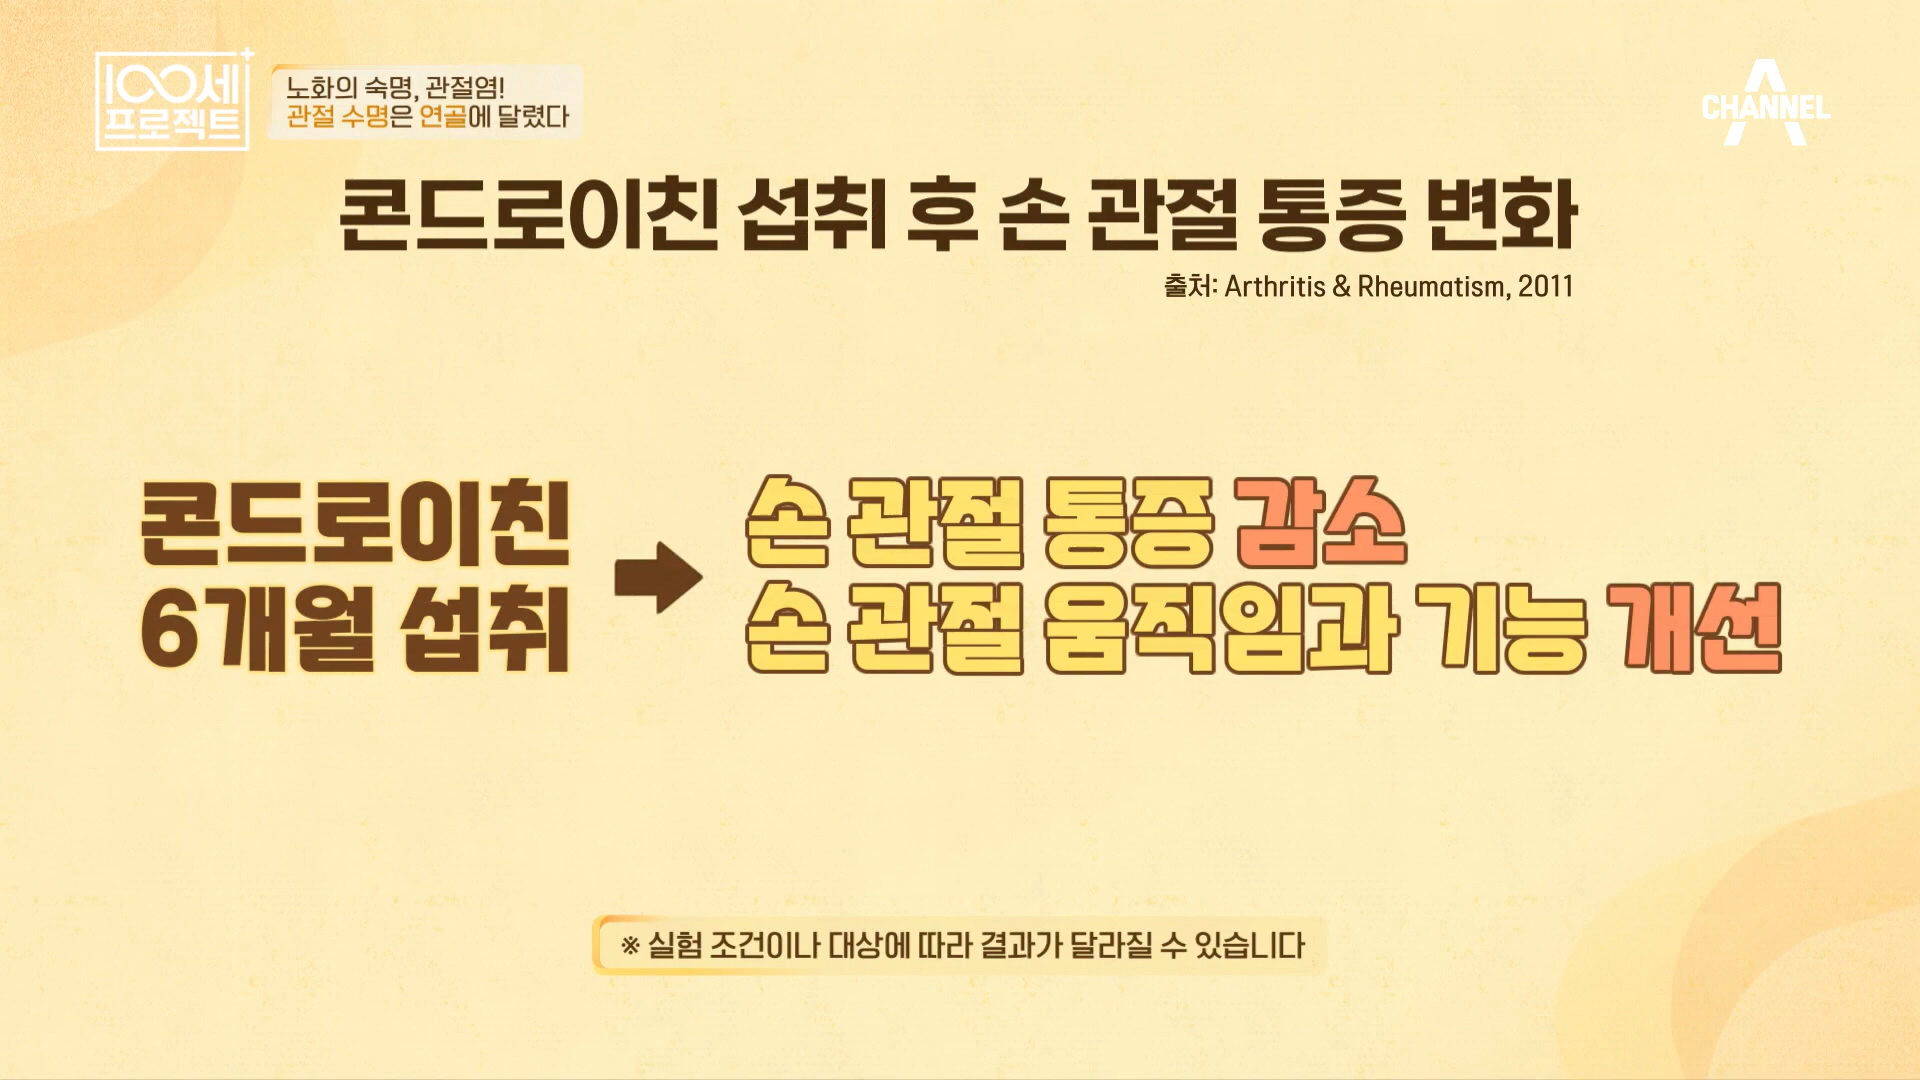 100세
프로젝트
노화의 숙명, 관절염!
관절 수명은 연골에 달렸다
CHANNEL A
콘드로이친 섭취 후 손 관절 통증 변화
출처: Arthritis & Rheumatism, 2011
콘드로이친
6개월 섭취
손 관절 통증 감소
손 관절 움직임과 기능 개선
※ 실험 조건이나 대상에 따라 결과가 달라질 수 있습니다